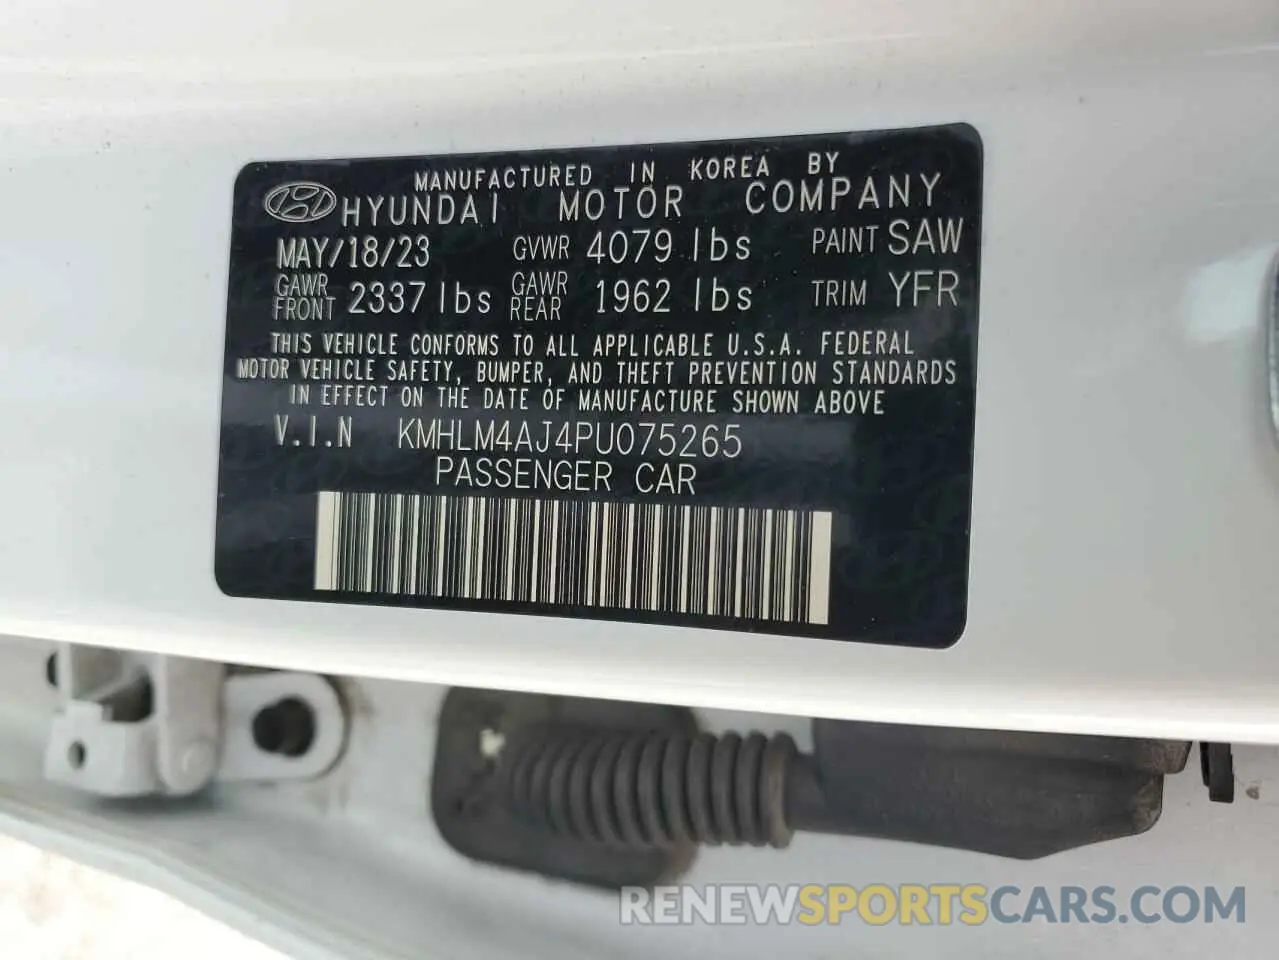 MANUFACTURED IN KOREA BY
HYUNDAI MOTOR COMPANY
MAY/18/23 GVWR 4079 lbs PAINT SAW
GAWR FRONT 2337 lbs GAWR REAR 1962 lbs TRIM YFR
THIS VEHICLE CONFORMS TO ALL APPLICABLE U.S.A. FEDERAL
MOTOR VEHICLE SAFETY, BUMPER, AND THEFT PREVENTION STANDARDS
IN EFFECT ON THE DATE OF MANUFACTURE SHOWN ABOVE
V.I.N KMHLM4AJ4PU075265
PASSENGER CAR
RENEWSPORTSCARS.COM